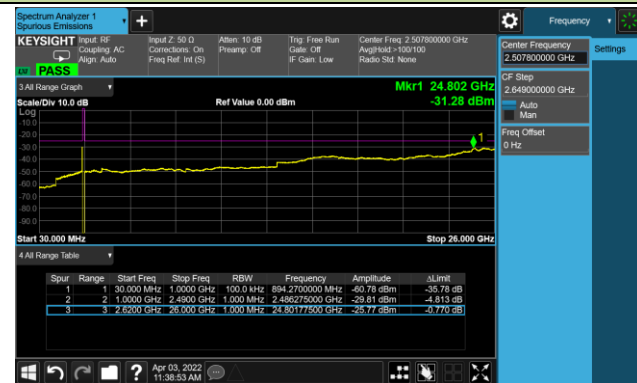 Spectrum Analyzer 1
Spurious Emissions
Frequency
KEYSIGHT Input: RF Input Z: 50 Ω Atten: 10 dB Trig: Free Run Center Freq: 2.507800000 GHz
Coupling: AC Corrections: On Preamp: Off Gate: Off Avg|Hold:>100/100
Align: Auto Freq Ref: Int (S) IF Gain: Low Radio Std: None
PASS
Center Frequency
2.507800000 GHz
Settings
CF Step
2.649000000 GHz
Auto
Man
Freq Offset
0 Hz
3 All Range Graph
Mkr1 24.802 GHz
Scale/Div 10.0 dB Ref Value 0.00 dBm -31.28 dBm
Log
-10.0
-20.0
-30.0
-40.0
-50.0
-60.0
-70.0
-80.0
-90.0
1
Start 30.000 MHz Stop 26.000 GHz
4 All Range Table
Spur Range Start Freq Stop Freq RBW Frequency Amplitude ΔLimit
1 1 30.000 MHz 1.0000 GHz 100.0 kHz 894.2700000 MHz -60.78 dBm -35.78 dB
2 2 1.0000 GHz 2.4900 GHz 1.000 MHz 2.486275000 GHz -29.81 dBm -4.813 dB
3 3 2.6200 GHz 26.000 GHz 1.000 MHz 24.80177500 GHz -25.77 dBm -0.770 dB
Apr 03, 2022
11:38:53 AM